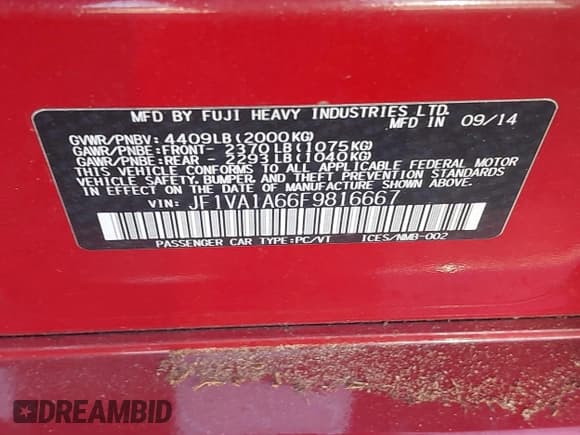 MFD BY FUJI HEAVY INDUSTRIES LTD.
MFD IN 09/14
GVWR/PNBV: 4409LB(2000KG)
GAWR/PNBE:FRONT- 2370LB(1075KG)
GAWR/PNBE:REAR - 2293LB(1040KG)
THIS VEHICLE CONFORMS TO ALL APPLICABLE FEDERAL MOTOR
VEHICLE SAFETY, BUMPER, AND THEFT PREVENTION STANDARDS
IN EFFECT ON THE DATE OF MANUFACTURE SHOWN ABOVE.
VIN: JF1VA1A66F9816667
PASSENGER CAR TYPE:PC/VT ICES/NMB-002
DREAMBID